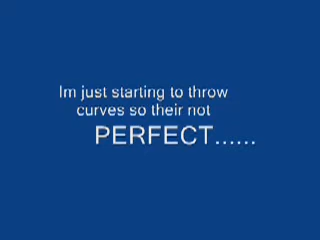 Im just starting to throw
curves so their not
PERFECT......